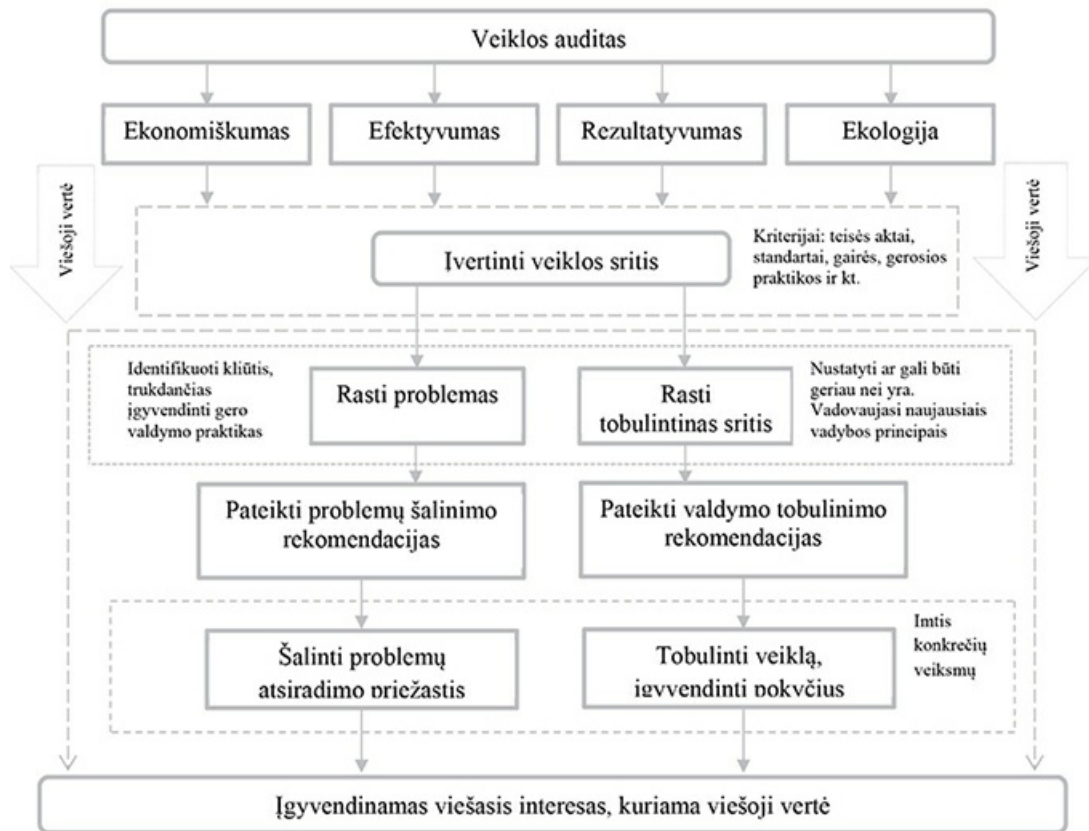 Veiklos auditas
Ekonomiškumas
Efektyvumas
Rezultatyvumas
Ekologija
Viešoji vertė
Viešoji vertė
Įvertinti veiklos sritis
Kriterijai: teisės aktai,
standartai, gairės, gerosios
praktikos ir kt.
Identifikuoti kliūtis,
trukdančias
įgyvendinti gero
valdymo praktikas
Rasti problemas
Rasti
tobulintinas sritis
Nustatyti ar gali būti
geriau nei yra.
Vadovaujasi naujausiais
vadybos principais
Pateikti problemų šalinimo
rekomendacijas
Pateikti valdymo tobulinimo
rekomendacijas
Šalinti problemų
atsiradimo priežastis
Tobulinti veiklą,
įgyvendinti pokyčius
Imtis
konkrečių
veiksmų
Įgyvendinamas viešasis interesas, kuriama viešoji vertė